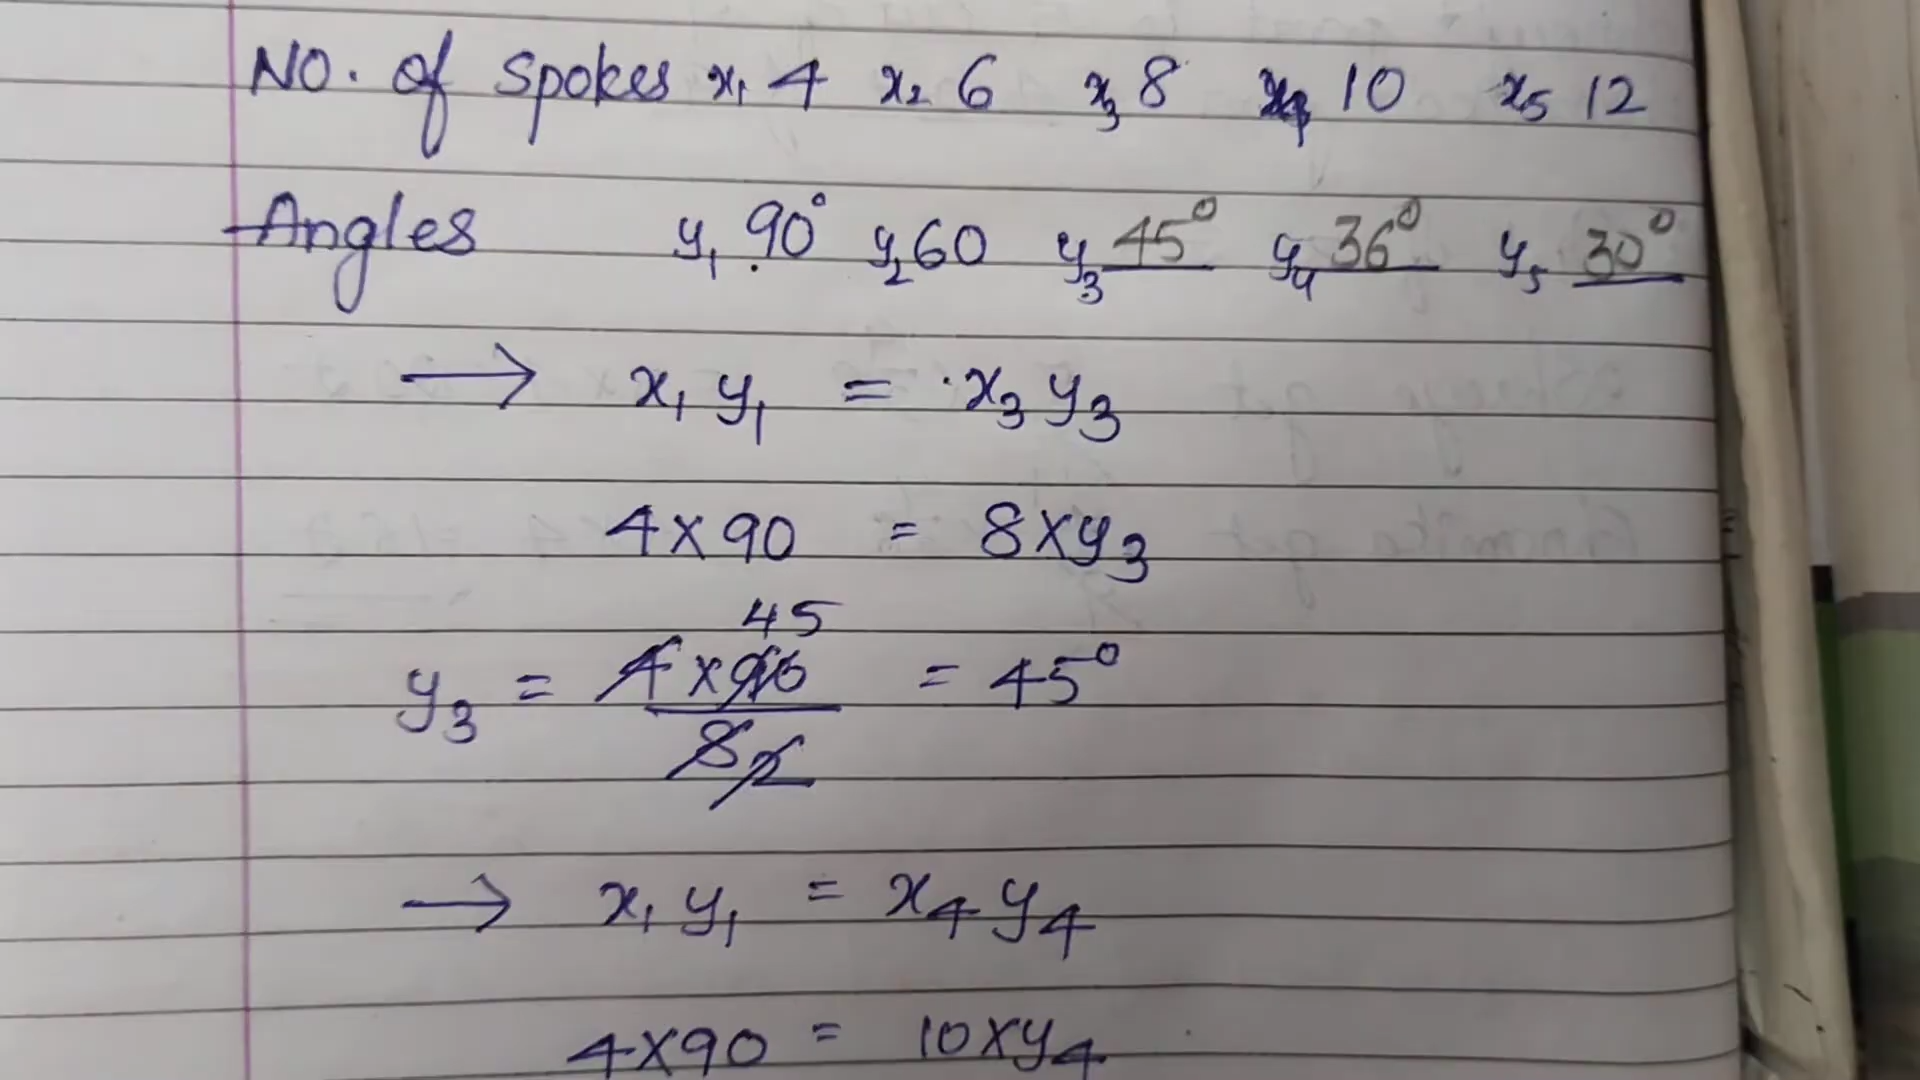 No. of Spokes x₁ 4 x₂ 6 x₃ 8 x₄ 10 x₅ 12
Angles y₁ 90° y₂ 60 y₃ 45° y₄ 36° y₅ 30°
→ x₁ y₁ = x₃ y₃
4 x 90 = 8 x y₃
45
y₃ = 4 x 90 = 45°
8 2
→ x₁ y₁ = x₄ y₄
4 x 90 = 10 x y₄